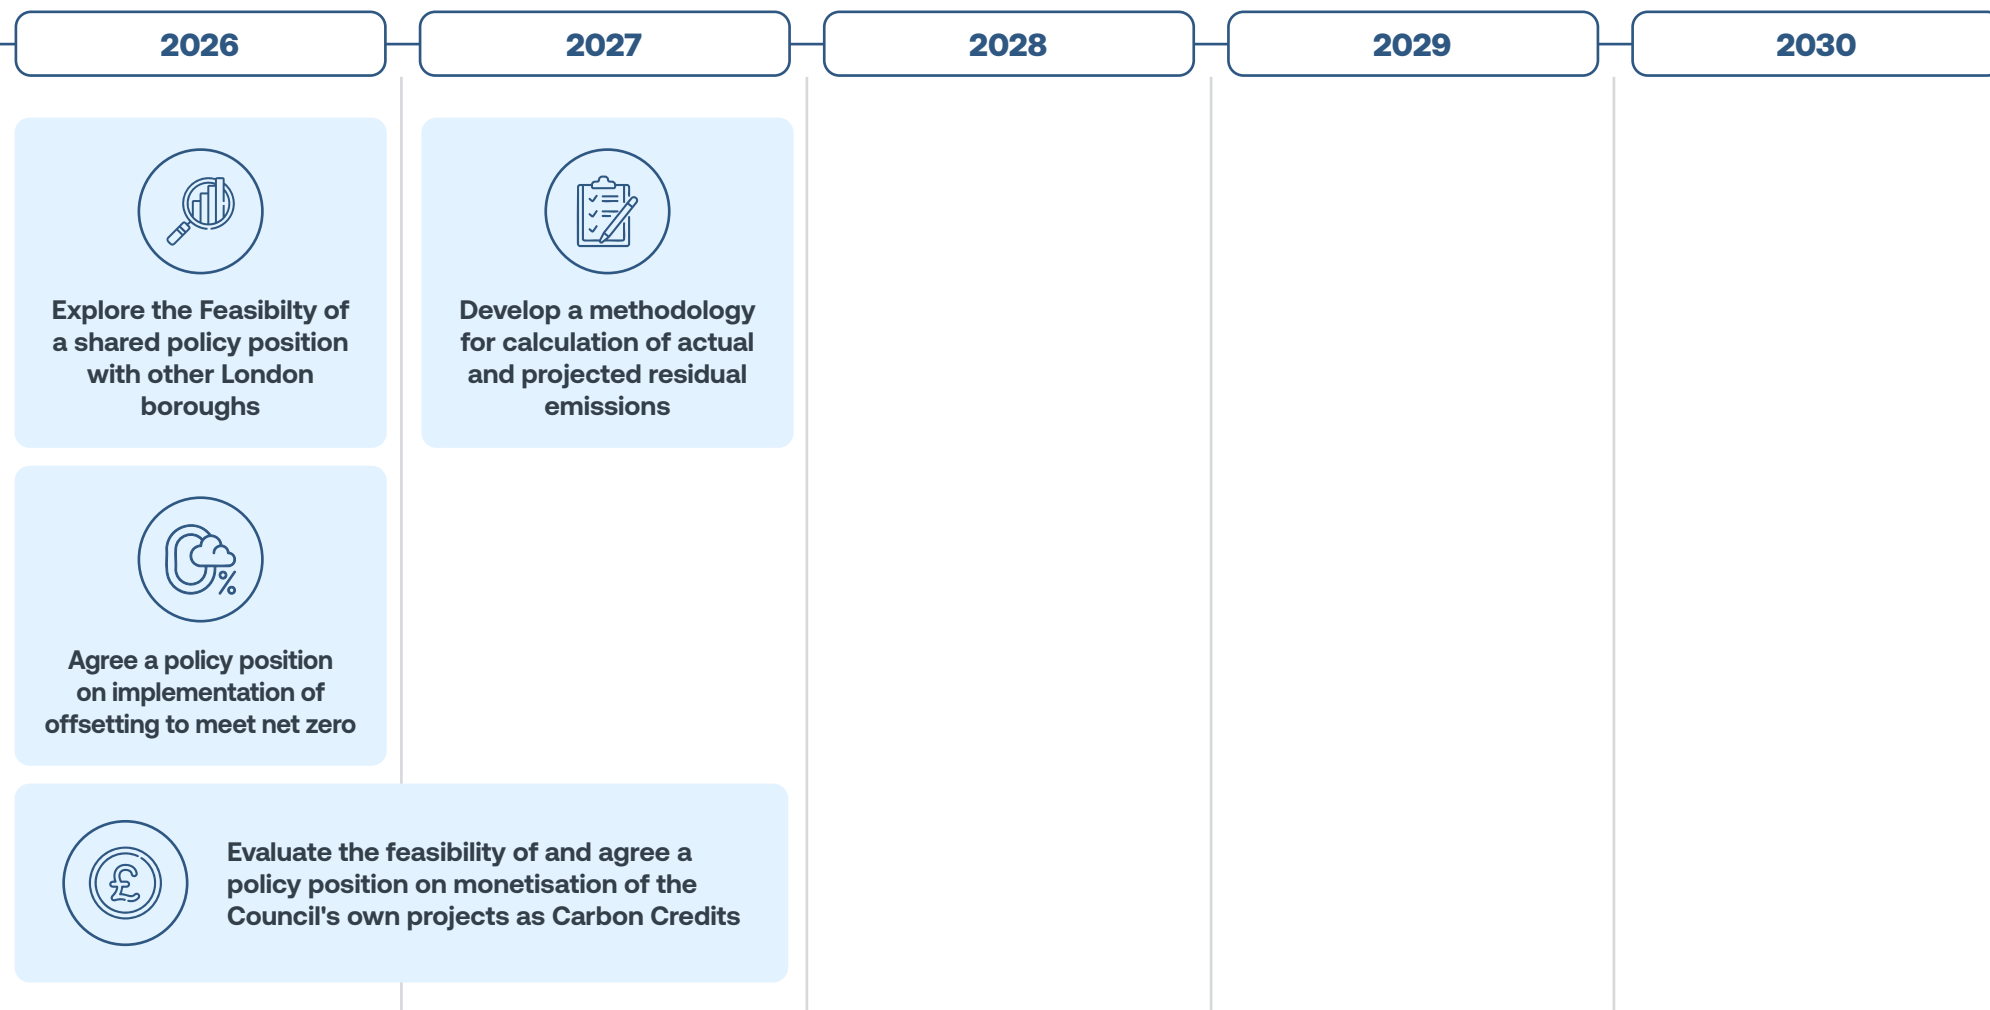 2026
2027
2028
2029
2030
Explore the Feasibilty of
a shared policy position
with other London
boroughs
Develop a methodology
for calculation of actual
and projected residual
emissions
Agree a policy position
on implementation of
offsetting to meet net zero
Evaluate the feasibility of and agree a
policy position on monetisation of the
Council's own projects as Carbon Credits